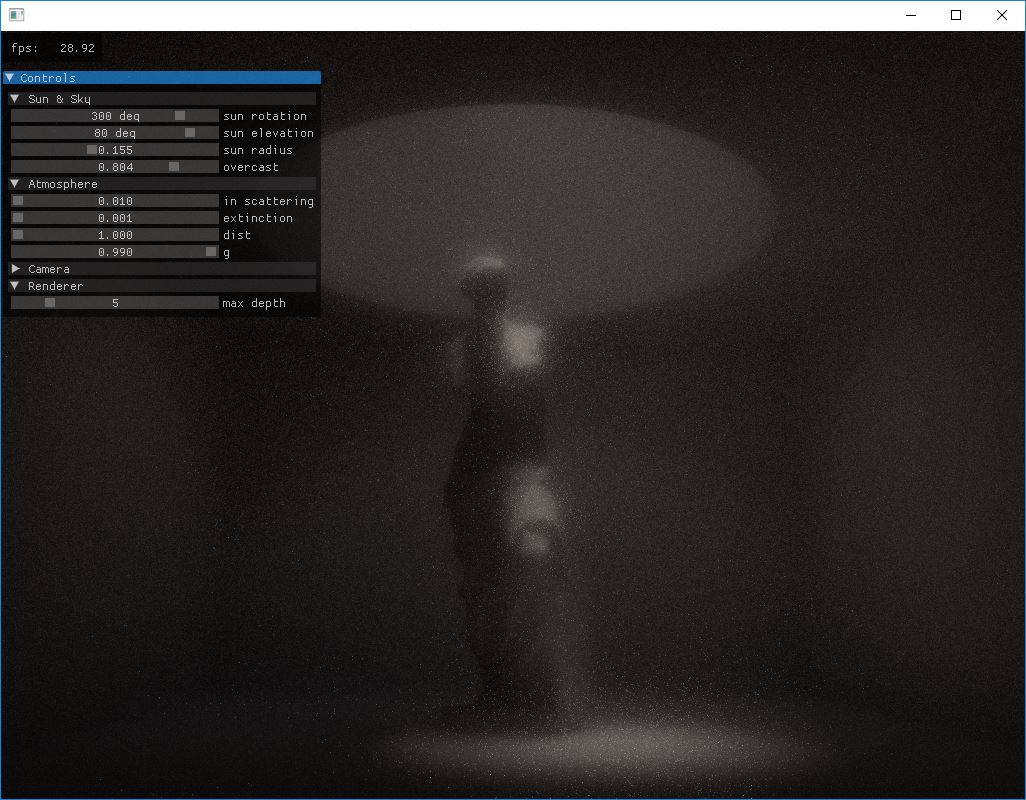 fps: 28.92
Controls
Sun & Sky
300 deg sun rotation
80 deg sun elevation
0.155 sun radius
0.804 overcast
Atmosphere
0.010 in scattering
0.001 extinction
1.000 dist
0.990 g
Camera
Renderer
5 max depth